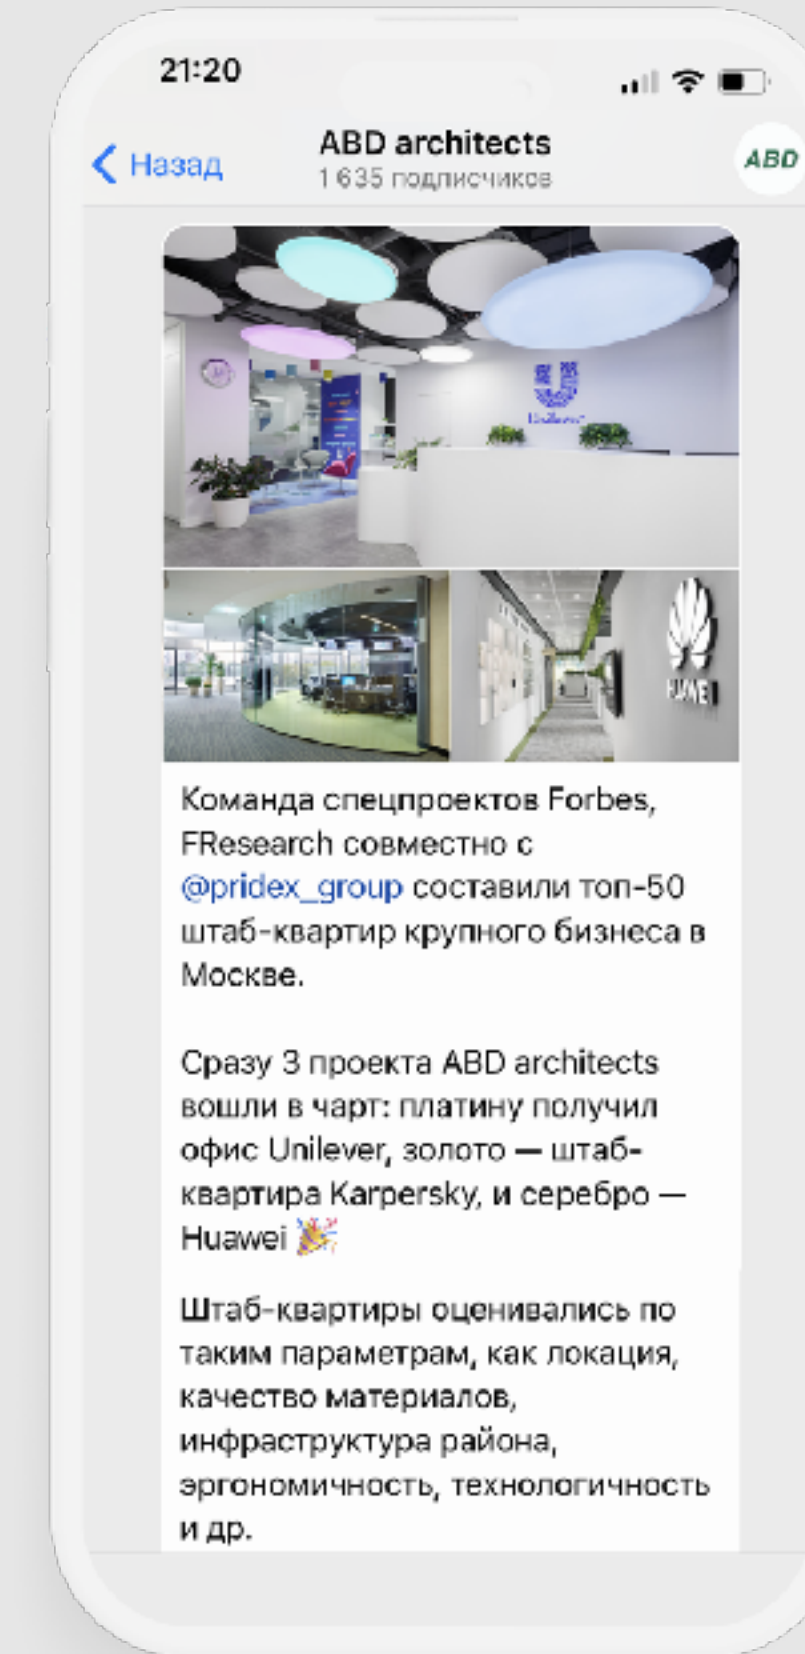 21:20
Назад
ABD architects
1 635 подписчиков
ABD
Unilever
HUAWEI
Команда спецпроектов Forbes,
FResearch совместно с
@pridex_group составили топ-50
штаб-квартир крупного бизнеса в
Москве.
Сразу 3 проекта ABD architects
вошли в чарт: платину получил
офис Unilever, золото — штаб-
квартира Karpersky, и серебро —
Huawei 🎉
Штаб-квартиры оценивались по
таким параметрам, как локация,
качество материалов,
инфраструктура района,
эргономичность, технологичность
и др.